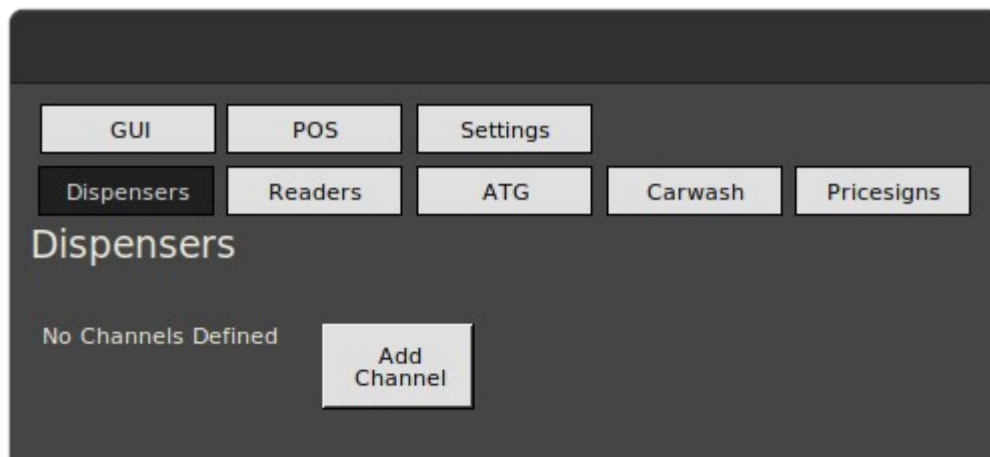 GUI POS Settings
Dispensers Readers ATG Carwash Pricesigns
Dispensers
No Channels Defined
Add
Channel